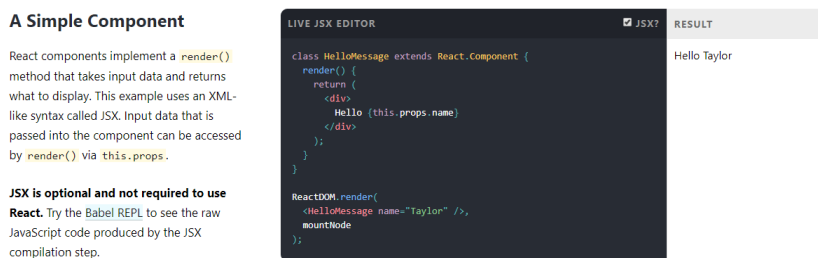 A Simple Component
React components implement a render()
method that takes input data and returns
what to display. This example uses an XML-
like syntax called JSX. Input data that is
passed into the component can be accessed
by render() via this.props.
JSX is optional and not required to use
React. Try the Babel REPL to see the raw
JavaScript code produced by the JSX
compilation step.
LIVE JSX EDITOR
JSX?
class HelloMessage extends React.Component {
  render() {
    return (
      <div>
        Hello {this.props.name}
      </div>
    );
  }
}
ReactDOM.render(
  <HelloMessage name="Taylor" />,
  mountNode
);
RESULT
Hello Taylor